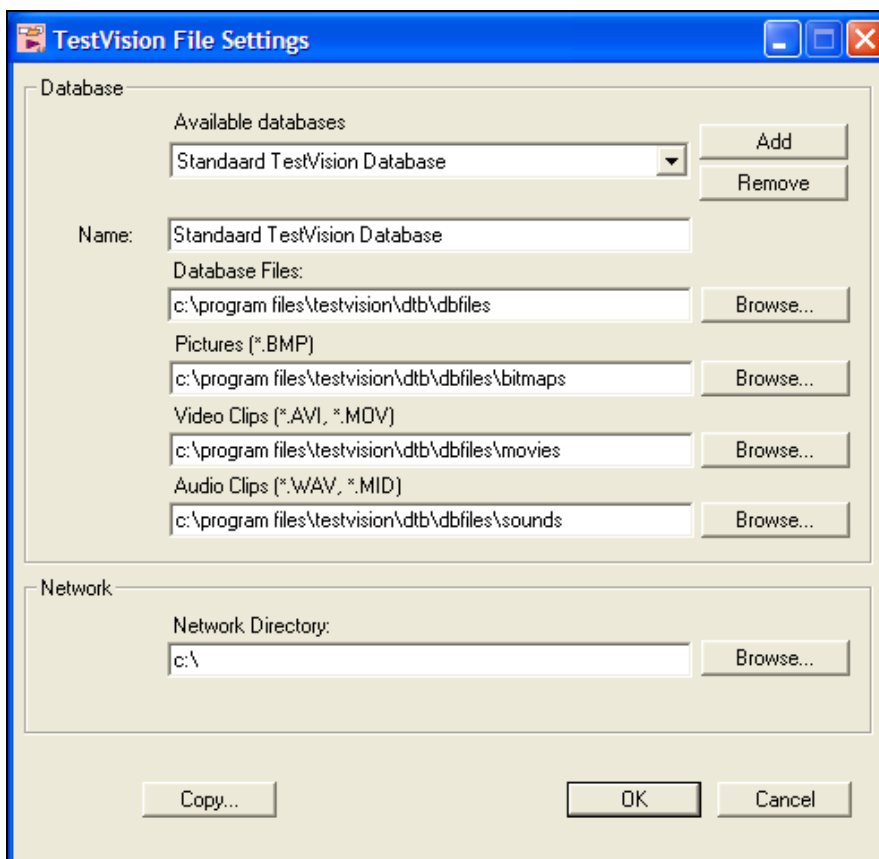 TestVision File Settings
Database
Available databases
Standaard TestVision Database
Add
Remove
Name: Standaard TestVision Database
Database Files:
c:\program files\testvision\dtb\dbfiles Browse...
Pictures (*.BMP)
c:\program files\testvision\dtb\dbfiles\bitmaps Browse...
Video Clips (*.AVI, *.MOV)
c:\program files\testvision\dtb\dbfiles\movies Browse...
Audio Clips (*.WAV, *.MID)
c:\program files\testvision\dtb\dbfiles\sounds Browse...
Network
Network Directory:
c:\ Browse...
Copy... OK Cancel